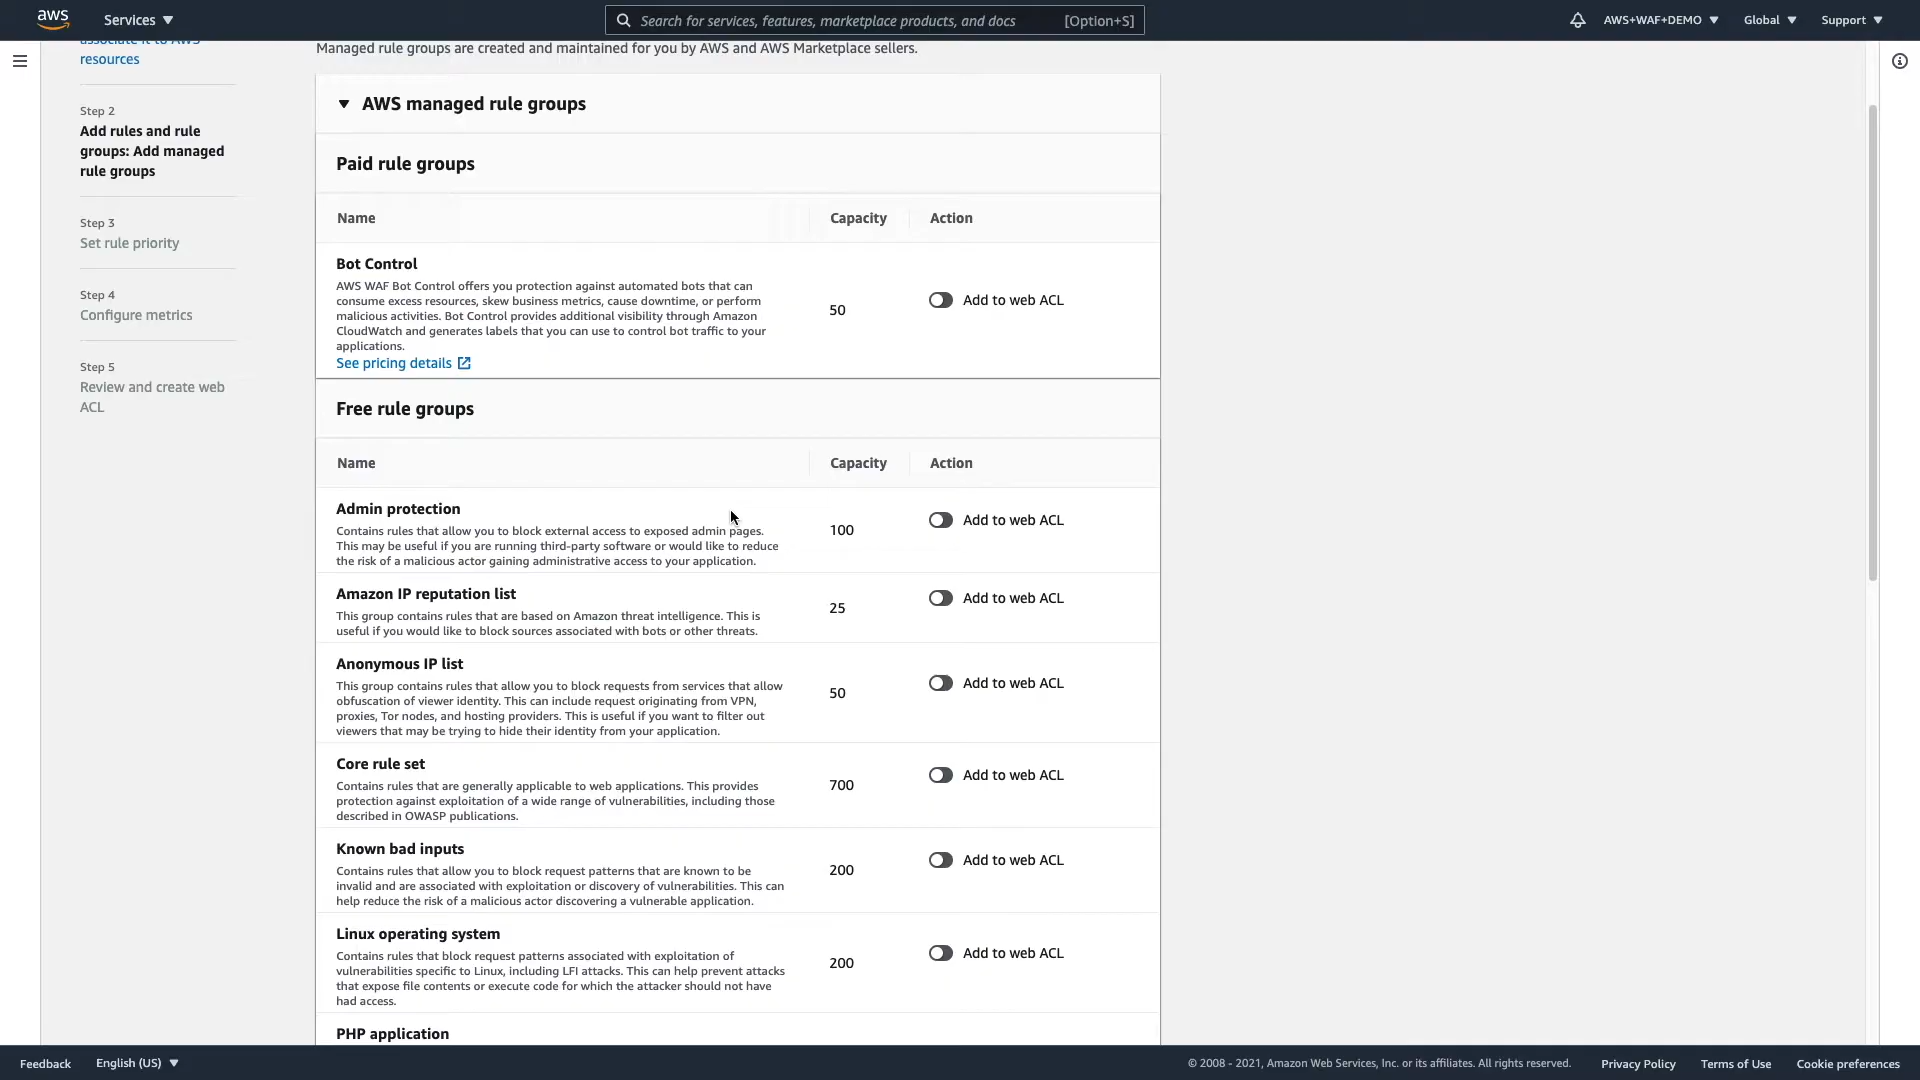 aws
Services
Search for services, features, marketplace products, and docs
[Option+S]
AWS+WAF+DEMO
Global
Support
associate it to AWS
resources
Step 2
Add rules and rule
groups: Add managed
rule groups
Step 3
Set rule priority
Step 4
Configure metrics
Step 5
Review and create web
ACL
Managed rule groups are created and maintained for you by AWS and AWS Marketplace sellers.
AWS managed rule groups
Paid rule groups
Name
Capacity
Action
Bot Control
AWS WAF Bot Control offers you protection against automated bots that can
consume excess resources, skew business metrics, cause downtime, or perform
malicious activities. Bot Control provides additional visibility through Amazon
CloudWatch and generates labels that you can use to control bot traffic to your
applications.
See pricing details
50
Add to web ACL
Free rule groups
Name
Capacity
Action
Admin protection
Contains rules that allow you to block external access to exposed admin pages.
This may be useful if you are running third-party software or would like to reduce
the risk of a malicious actor gaining administrative access to your application.
100
Add to web ACL
Amazon IP reputation list
This group contains rules that are based on Amazon threat intelligence. This is
useful if you would like to block sources associated with bots or other threats.
25
Add to web ACL
Anonymous IP list
This group contains rules that allow you to block requests from services that allow
obfuscation of viewer identity. This can include request originating from VPN,
proxies, Tor nodes, and hosting providers. This is useful if you want to filter out
viewers that may be trying to hide their identity from your application.
50
Add to web ACL
Core rule set
Contains rules that are generally applicable to web applications. This provides
protection against exploitation of a wide range of vulnerabilities, including those
described in OWASP publications.
700
Add to web ACL
Known bad inputs
Contains rules that allow you to block request patterns that are known to be
invalid and are associated with exploitation or discovery of vulnerabilities. This can
help reduce the risk of a malicious actor discovering a vulnerable application.
200
Add to web ACL
Linux operating system
Contains rules that block request patterns associated with exploitation of
vulnerabilities specific to Linux, including LFI attacks. This can help prevent attacks
that expose file contents or execute code for which the attacker should not have
had access.
200
Add to web ACL
PHP application
Feedback
English (US)
© 2008 - 2021, Amazon Web Services, Inc. or its affiliates. All rights reserved.
Privacy Policy
Terms of Use
Cookie preferences